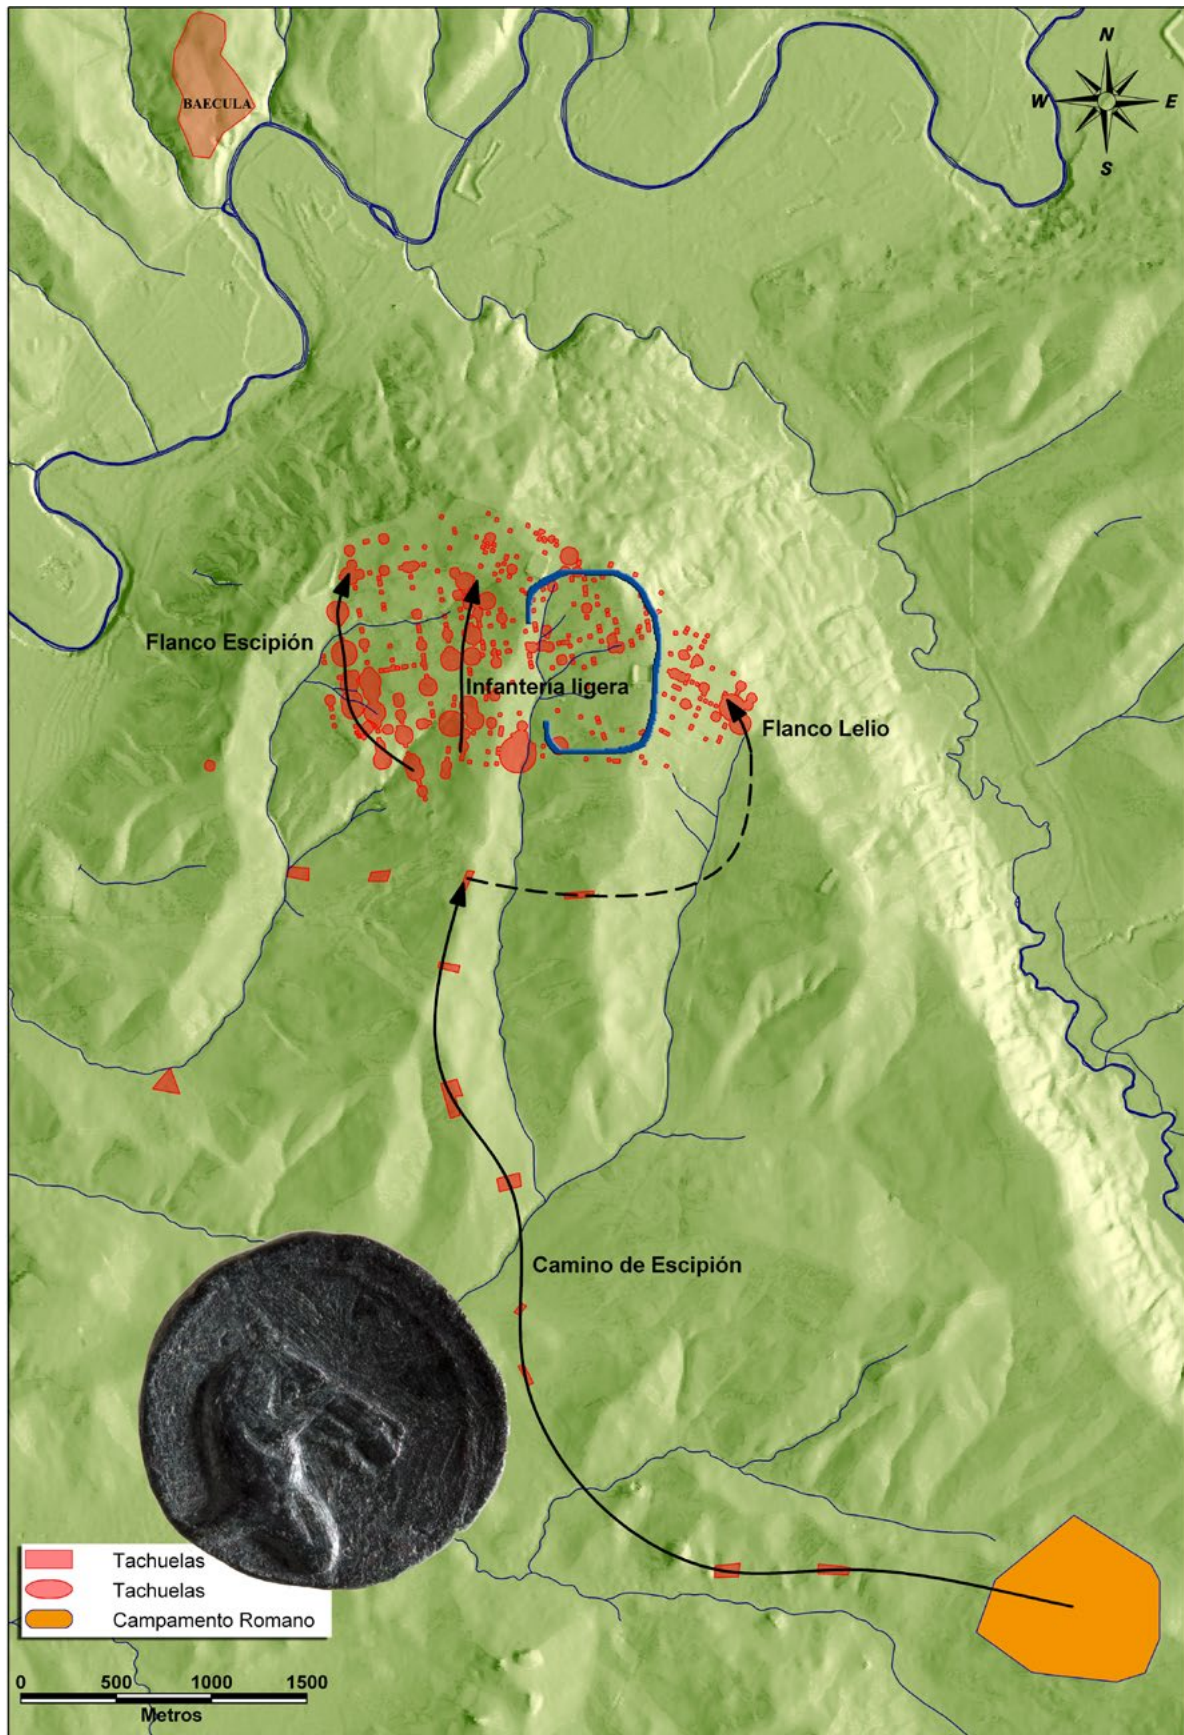 BAECULA
N
W
E
S
Flanco Escipión
Infantería ligera
Flanco Lelio
Camino de Escipión
Tachuelas
Tachuelas
Campamento Romano
0 500 1000 1500
Metros